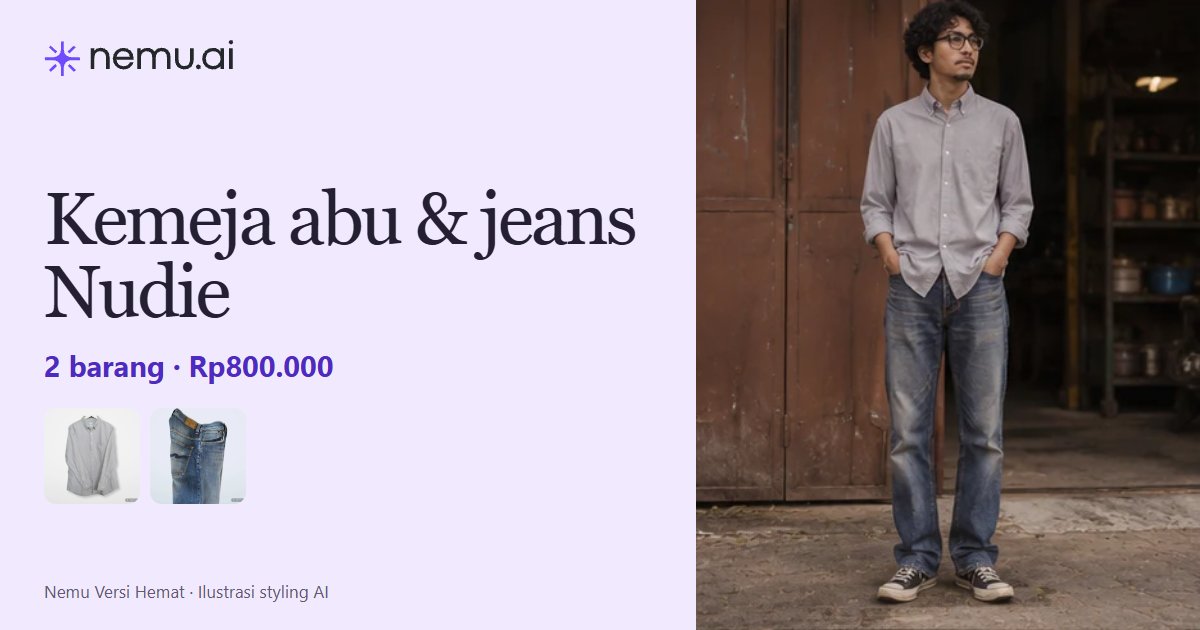 nemu.ai
Kemeja abu & jeans
Nudie
2 barang · Rp800.000
Nemu Versi Hemat · Ilustrasi styling AI